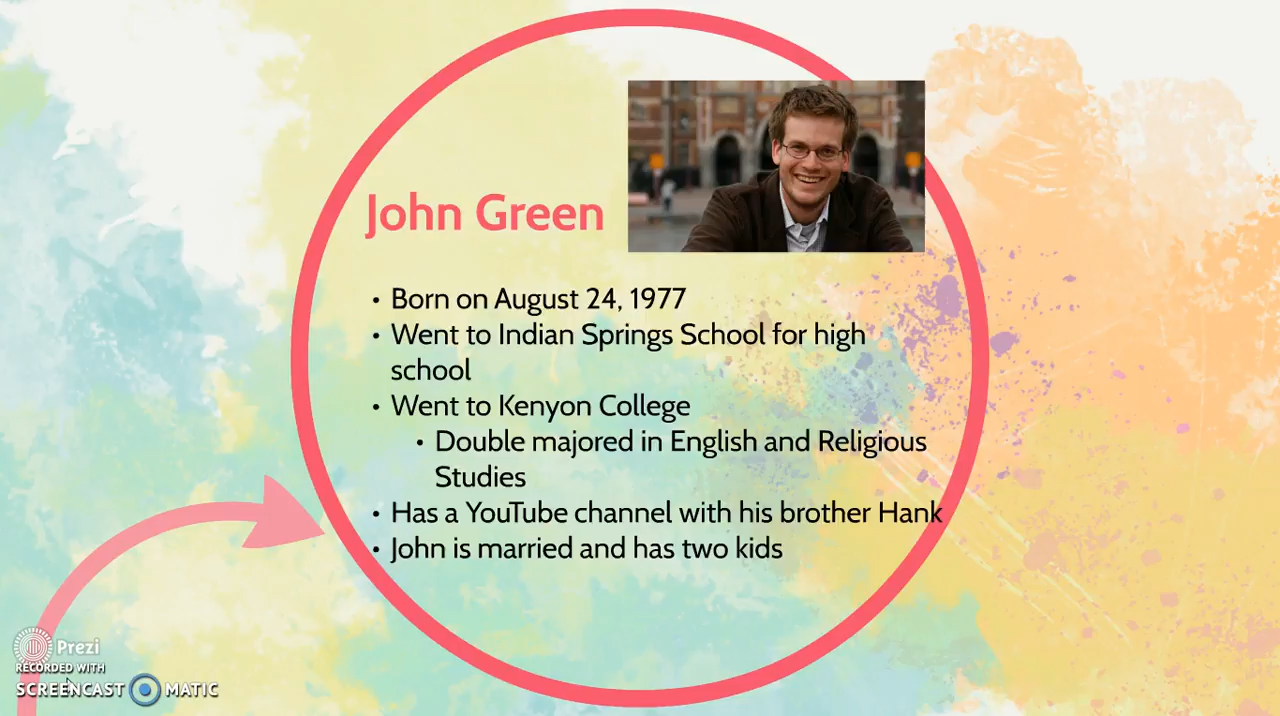 John Green
• Born on August 24, 1977
• Went to Indian Springs School for high
school
• Went to Kenyon College
• Double majored in English and Religious
Studies
• Has a YouTube channel with his brother Hank
• John is married and has two kids
Prezi
RECORDED WITH
SCREENCAST MATIC